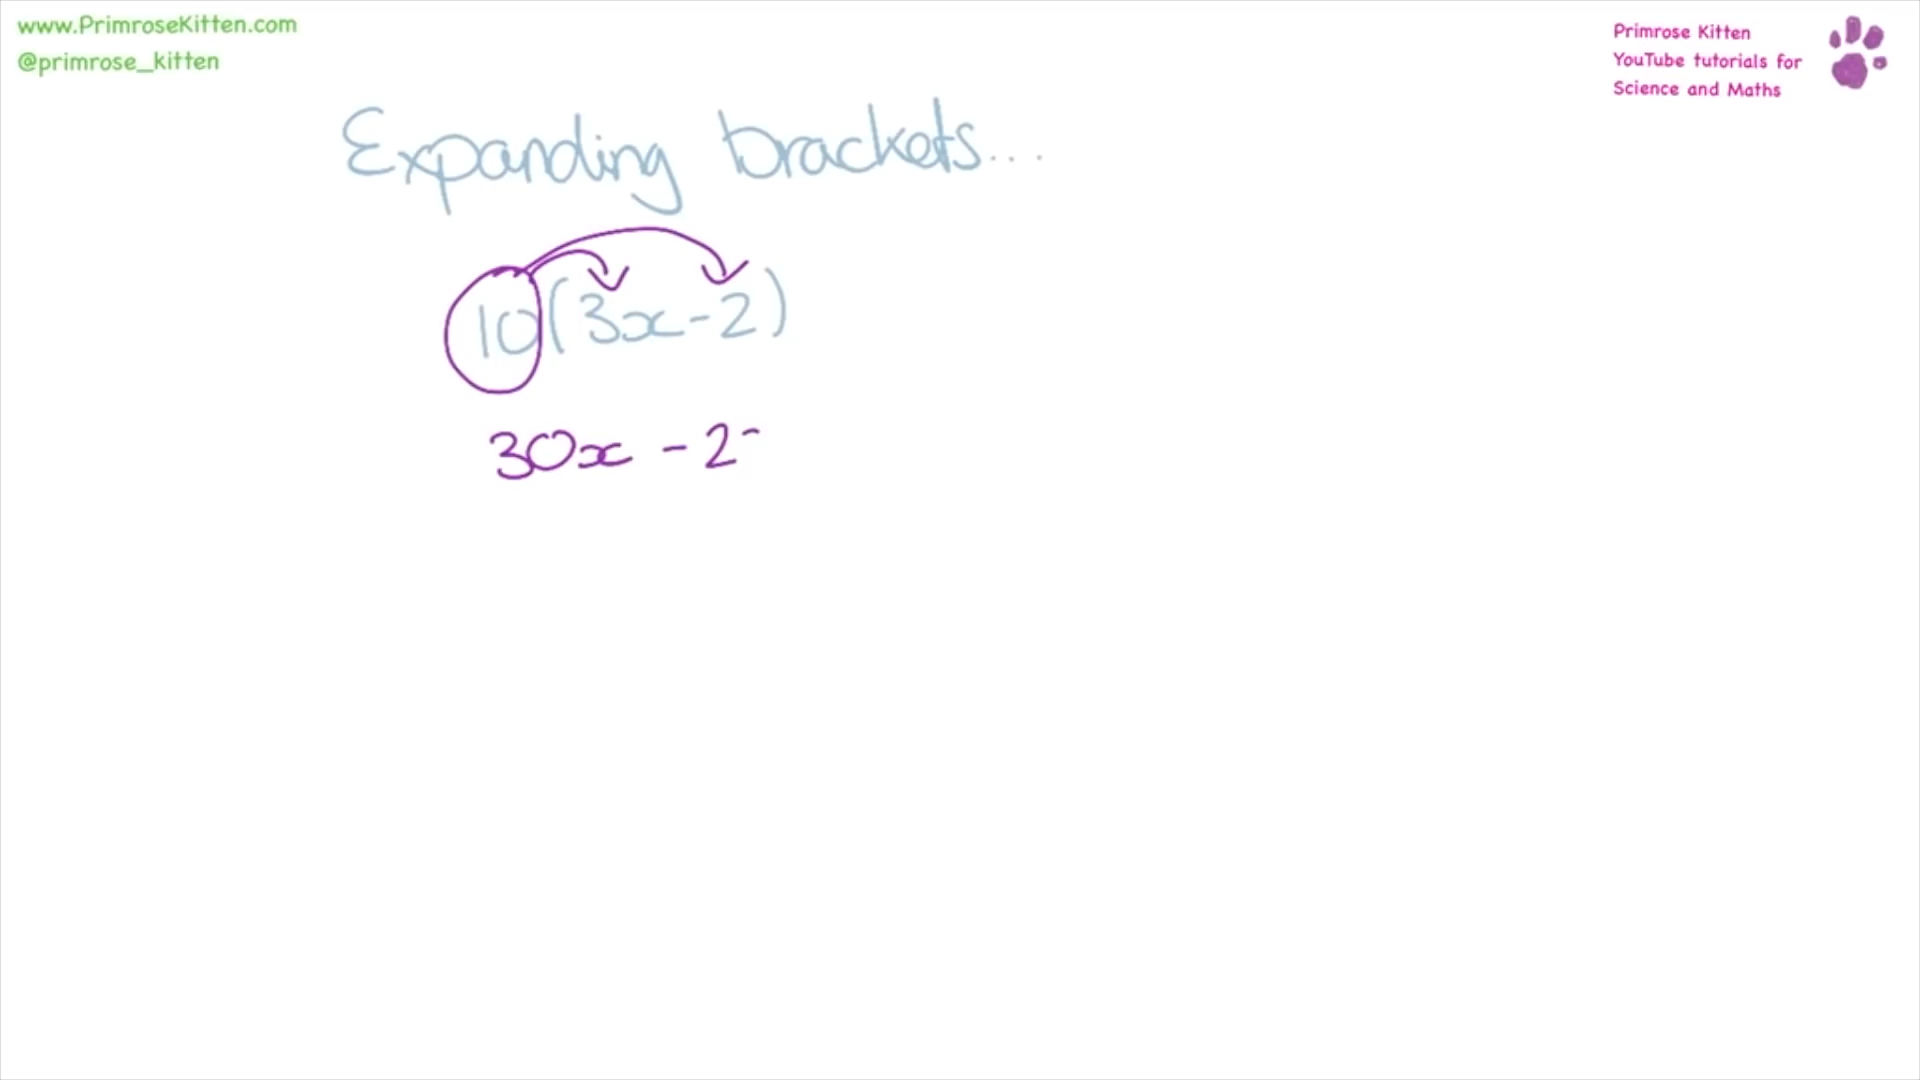 www.PrimroseKitten.com
@primrose_kitten
Primrose Kitten
YouTube tutorials for
Science and Maths
Expanding brackets...
10(3x-2)
30x - 2